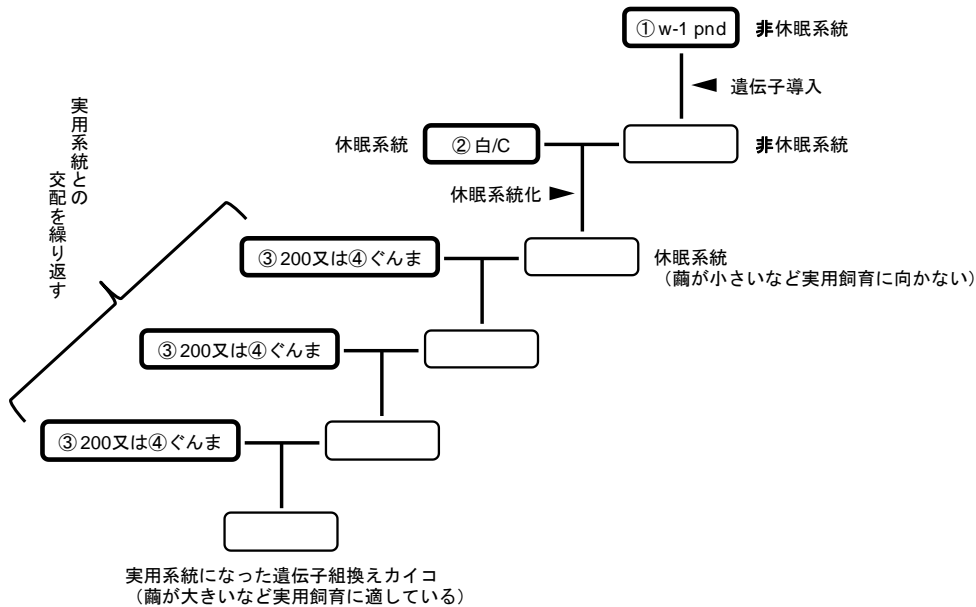 ① w-1 pnd
非休眠系統
遺伝子導入
休眠系統
② 白/C
非休眠系統
休眠系統化
実用系統との
交配を繰り返す
③ 200又は④ぐんま
休眠系統
（繭が小さいなど実用飼育に向かない）
③ 200又は④ぐんま
③ 200又は④ぐんま
実用系統になった遺伝子組換えカイコ
（繭が大きいなど実用飼育に適している）